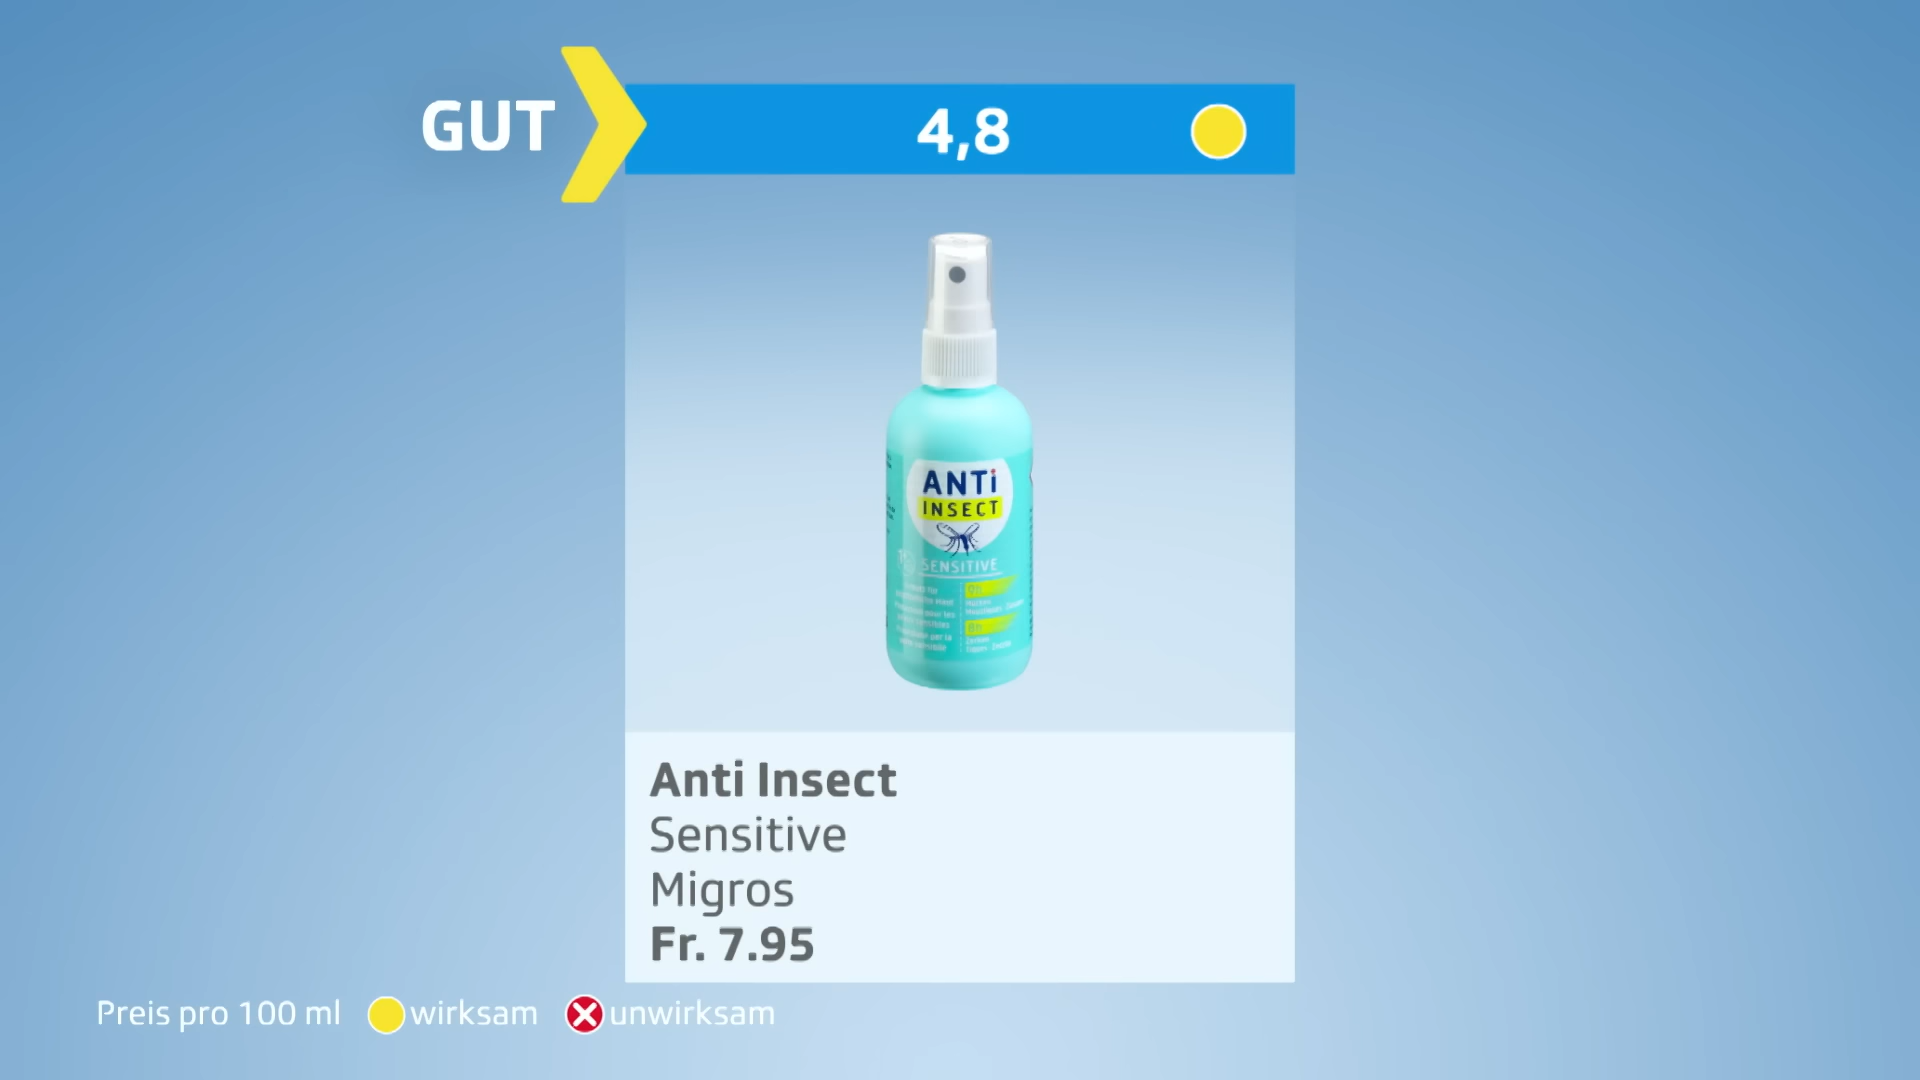 GUT
4,8
ANTi
INSECT
SENSITIVE
Anti Insect
Sensitive
Migros
Fr. 7.95
Preis pro 100 ml wirksam unwirksam